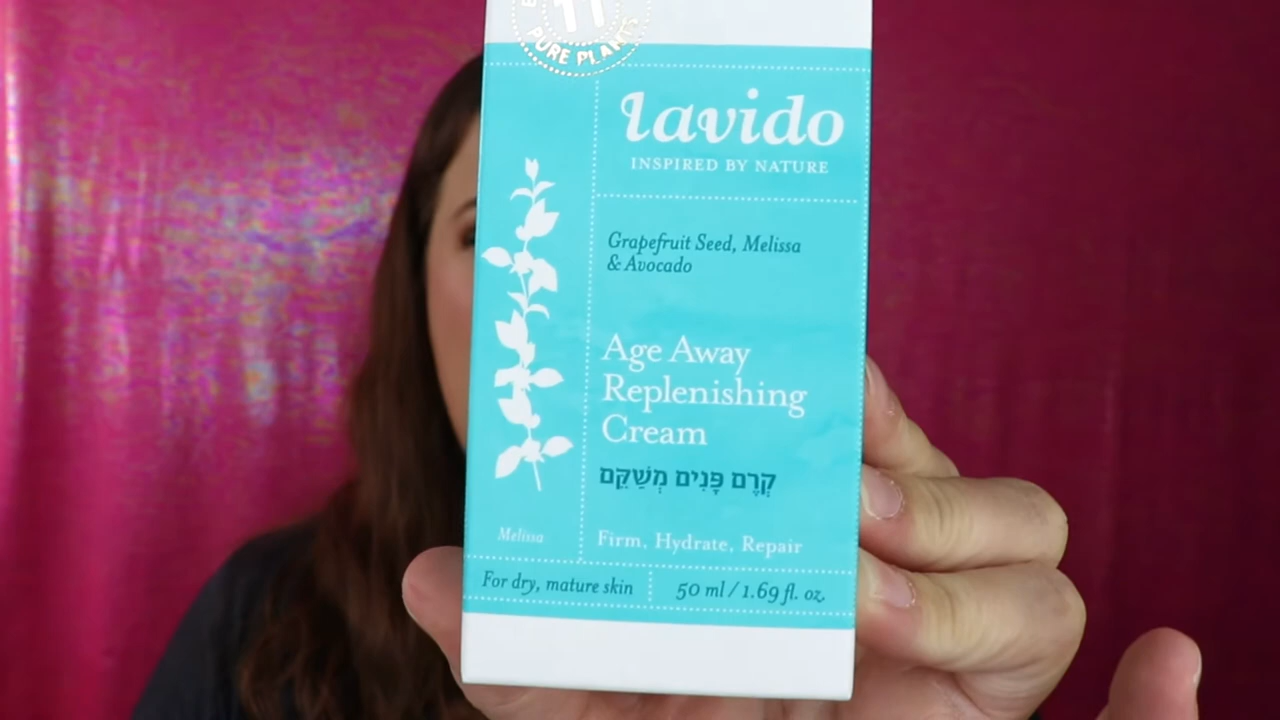 11
PURE PLANTS
lavido
INSPIRED BY NATURE
Grapefruit Seed, Melissa
& Avocado
Age Away
Replenishing
Cream
קְרֶם פָּנִים מְשַׁקֵּם
Melissa
Firm, Hydrate, Repair
For dry, mature skin
50 ml / 1.69 fl. oz.